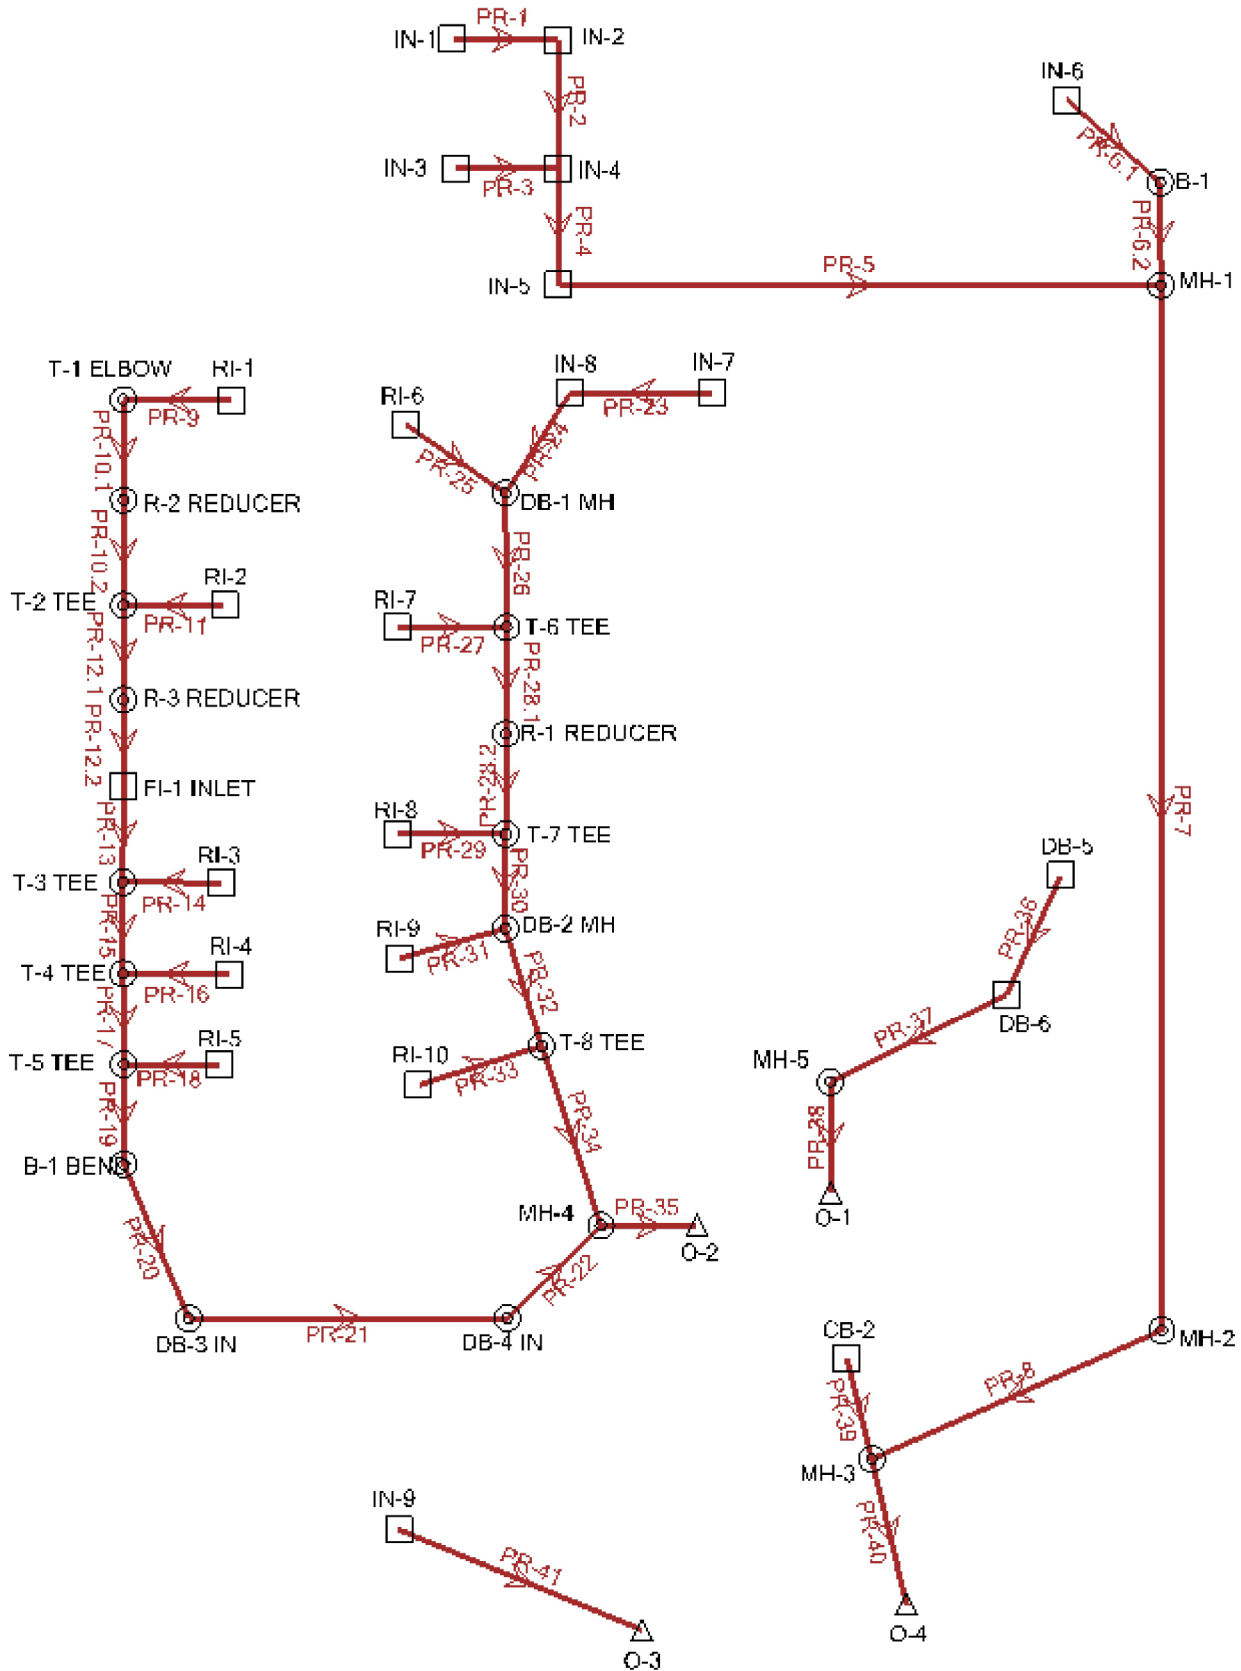 PR-1
IN-1
IN-2
PR-2
IN-6
PR-6.1
IN-3
PR-3
IN-4
B-1
PR-4
PR-6.2
IN-5
PR-5
MH-1
T-1 ELBOW
RI-1
PR-9
IN-8
IN-7
PR-23
RI-6
PR-24
PR-25
PR-10.1
R-2 REDUCER
DB-1 MH
PR-10.2
PR-26
T-2 TEE
RI-2
PR-11
RI-7
PR-27
T-6 TEE
PR-12.1
PR-28.1
R-3 REDUCER
R-1 REDUCER
PR-12.2
PR-28.2
FI-1 INLET
PR-7
RI-8
PR-29
T-7 TEE
PR-13
DB-5
RI-3
T-3 TEE
PR-14
PR-30
PR-36
PR-15
DB-2 MH
RI-9
PR-31
RI-4
T-4 TEE
PR-16
PR-32
DB-6
PR-37
PR-17
RI-5
T-5 TEE
PR-18
T-8 TEE
RI-10
PR-33
MH-5
PR-19
PR-34
PR-38
B-1 BEND
MH-4
PR-35
O-1
O-2
PR-20
PR-22
DB-3 IN
PR-21
DB-4 IN
CB-2
MH-2
PR-8
PR-39
MH-3
IN-9
PR-40
PR-41
O-4
O-3